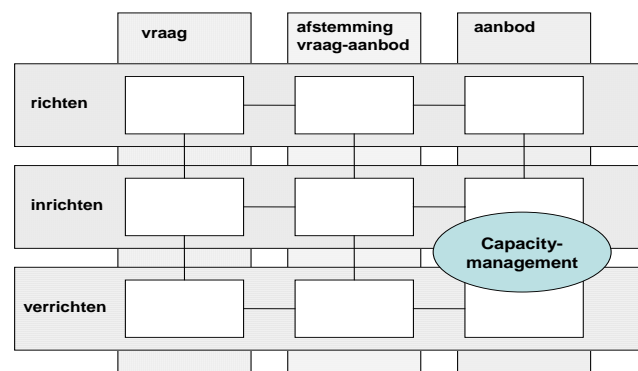 vraag
afstemming
vraag-aanbod
aanbod
richten
inrichten
Capacity-
management
verrichten